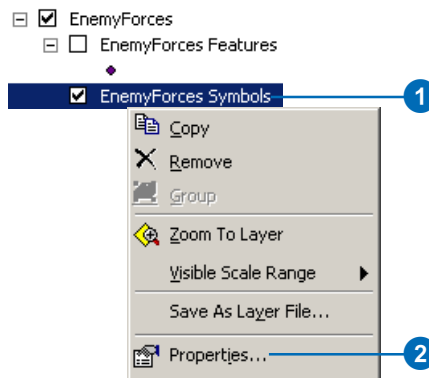 EnemyForces
EnemyForces Features
EnemyForces Symbols 1
Copy
Remove
Group
Zoom To Layer
Visible Scale Range
Save As Layer File...
Properties... 2